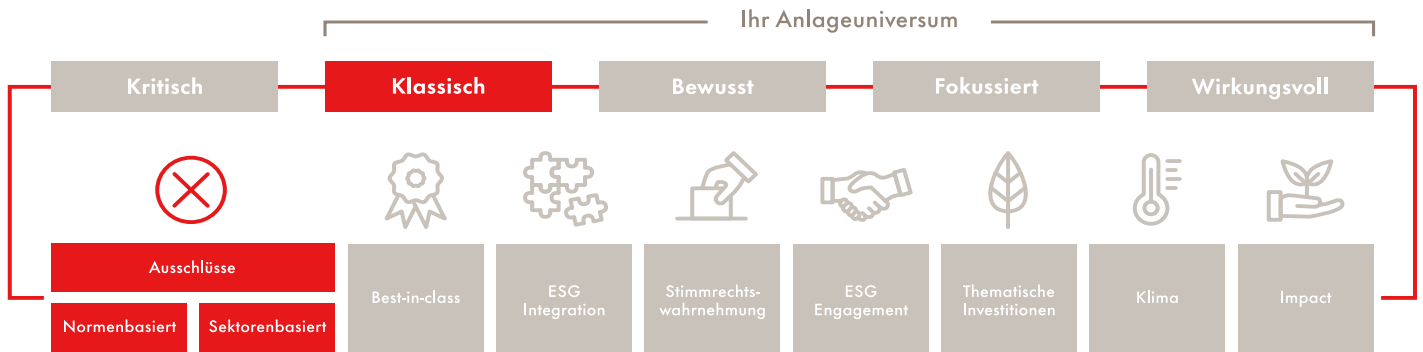 Ihr Anlageuniversum
Kritisch
Klassisch
Bewusst
Fokussiert
Wirkungsvoll
Ausschlüsse
Normenbasiert
Sektorenbasiert
Best-in-class
ESG
Integration
Stimmrechts-
wahrnehmung
ESG
Engagement
Thematische
Investitionen
Klima
Impact